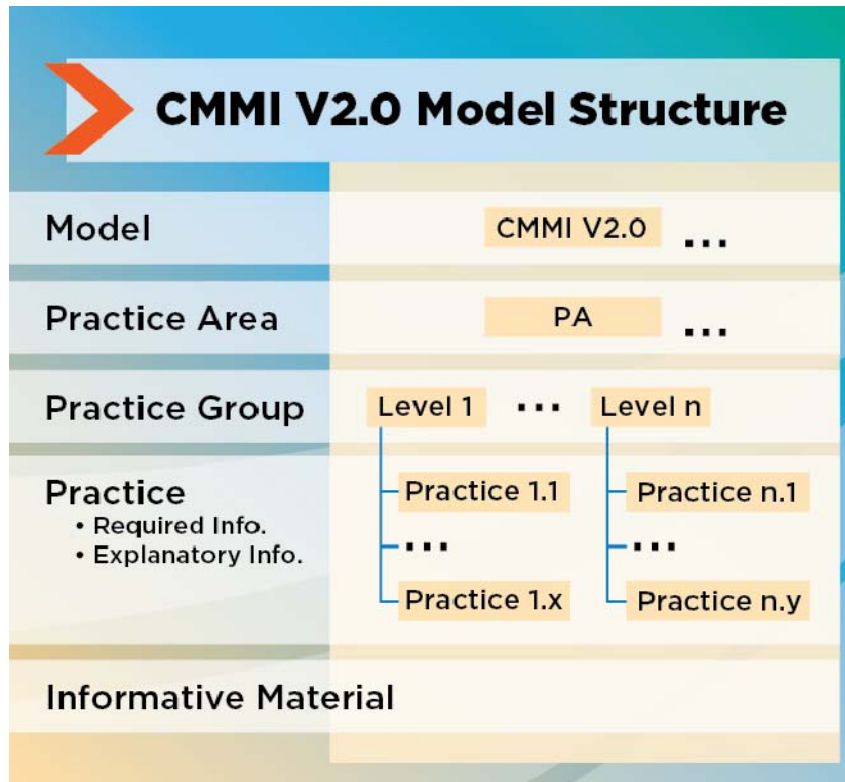 CMMI V2.0 Model Structure
Model
CMMI V2.0 ...
Practice Area
PA ...
Practice Group
Level 1 ... Level n
Practice
• Required Info.
• Explanatory Info.
Practice 1.1 Practice n.1
... ...
Practice 1.x Practice n.y
Informative Material